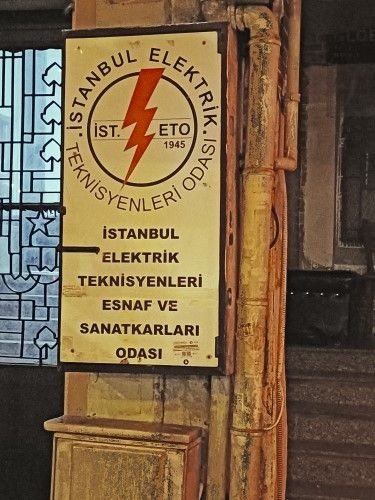 İSTANBUL ELEKTRİK
TEKNİSYENLERİ ODASI
İST. ETO
1945
İSTANBUL
ELEKTRİK
TEKNİSYENLERİ
ESNAF VE
SANATKARLARI
ODASI